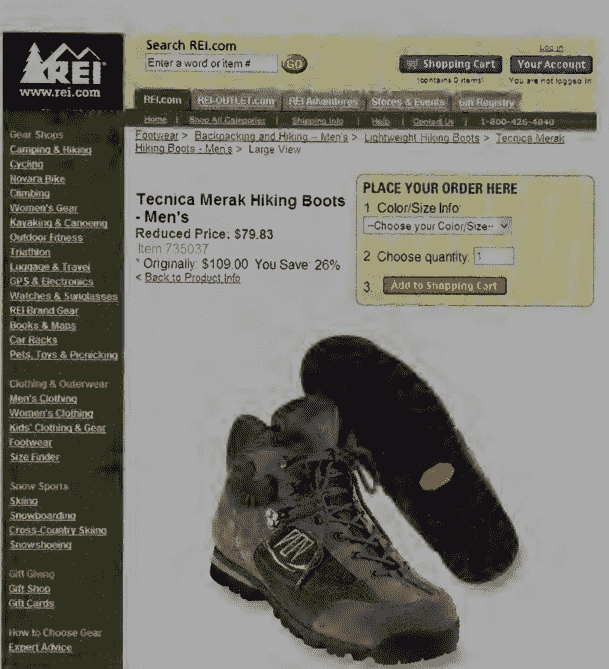 REI
www.rei.com
Search REI.com
Enter a word or item #
GO
Shopping Cart
(contains 0 items)
Log in
Your Account
You are not logged in
REI.com
REI-OUTLET.com
REI Adventures
Stores & Events
Gift Registry
Home | Shop All Categories | Shipping Info | Help | Contact Us | 1-800-426-4840
Footwear > Backpacking and Hiking -- Men's > Lightweight Hiking Boots > Tecnica Merak
Hiking Boots - Men's > Large View
Gear Shops
Camping & Hiking
Cycling
Novara Bike
Climbing
Women's Gear
Kayaking & Canoeing
Outdoor Fitness
Triathlon
Luggage & Travel
GPS & Electronics
Watches & Sunglasses
REI Brand Gear
Books & Maps
Car Racks
Pets, Toys & Picnicking
Clothing & Outerwear
Men's Clothing
Women's Clothing
Kids' Clothing & Gear
Footwear
Size Finder
Snow Sports
Skiing
Snowboarding
Cross-Country Skiing
Snowshoeing
Gift Giving
Gift Shop
Gift Cards
How to Choose Gear
Expert Advice
Tecnica Merak Hiking Boots
- Men's
Reduced Price: $79.83
Item 735037
* Originally: $109.00 You Save: 26%
< Back to Product Info
PLACE YOUR ORDER HERE
1 Color/Size Info:
--Choose your Color/Size--
2 Choose quantity: 1
3. Add to Shopping Cart